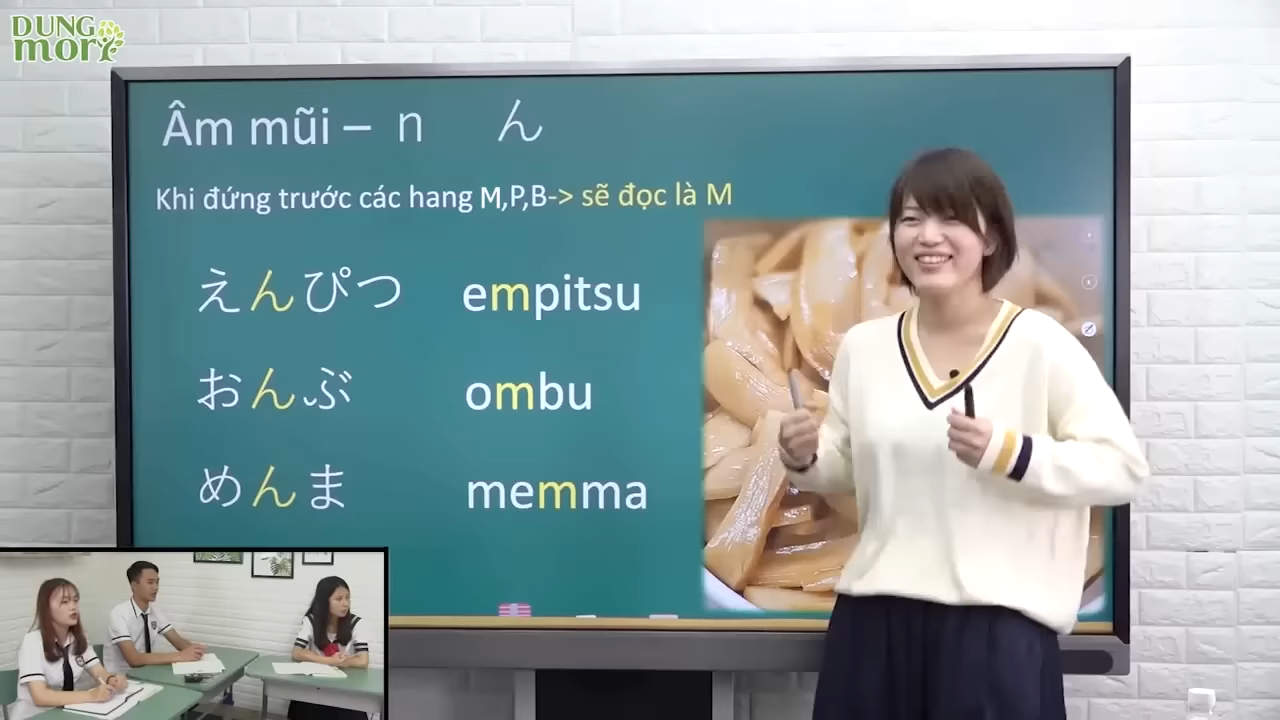 DUNG
mori
Âm mũi – n ん
Khi đứng trước các hang M,P,B-> sẽ đọc là M
えんぴつ empitsu
おんぶ ombu
めんま memma